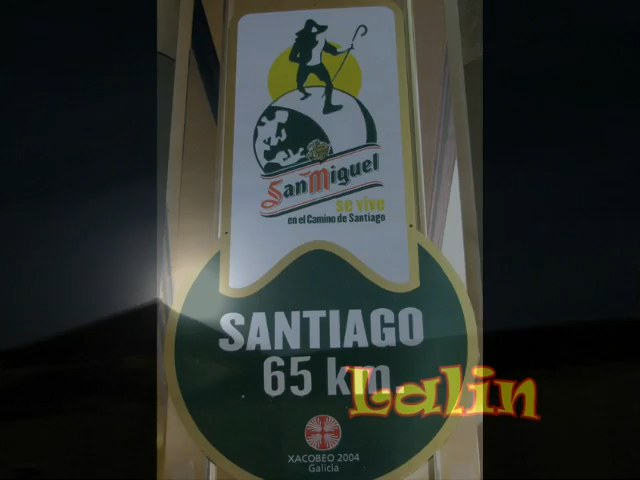 San Miguel
se vive
en el Camino de Santiago
SANTIAGO
65 km.
Lalin
XACOBEO 2004
Galicia